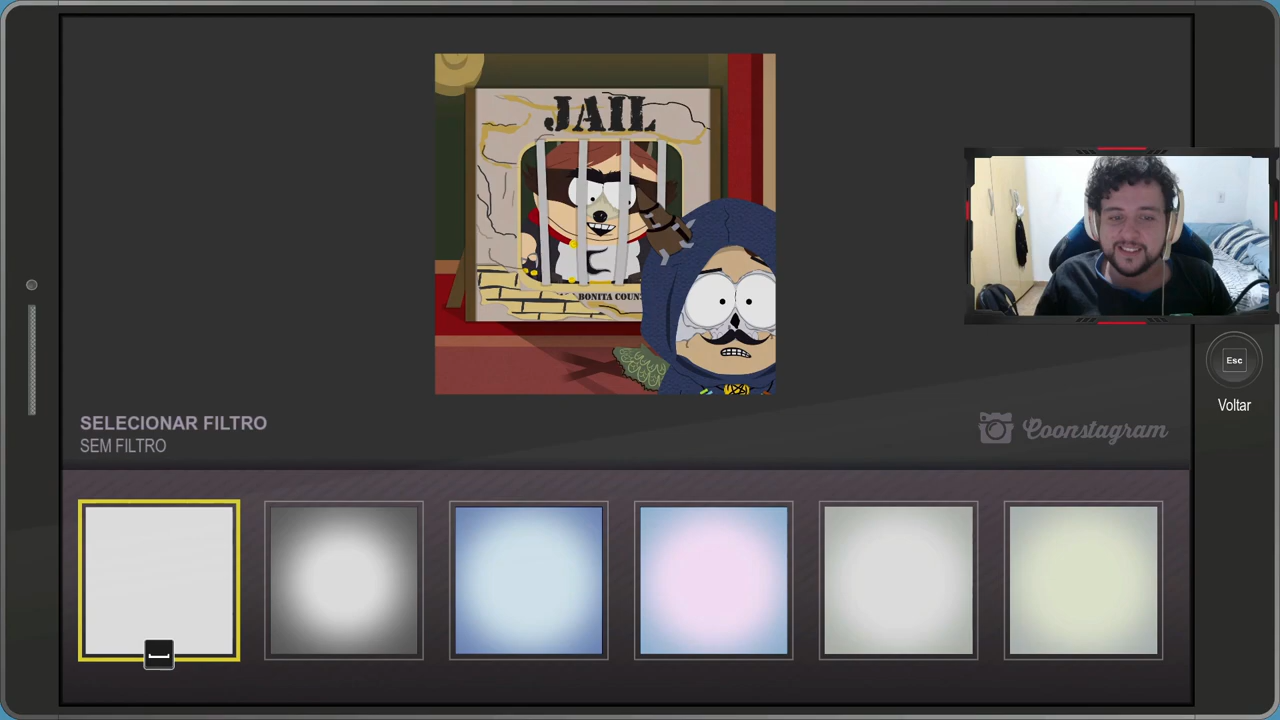 JAIL
BONITA COUN
Esc
Voltar
SELECIONAR FILTRO
SEM FILTRO
Coonstagram